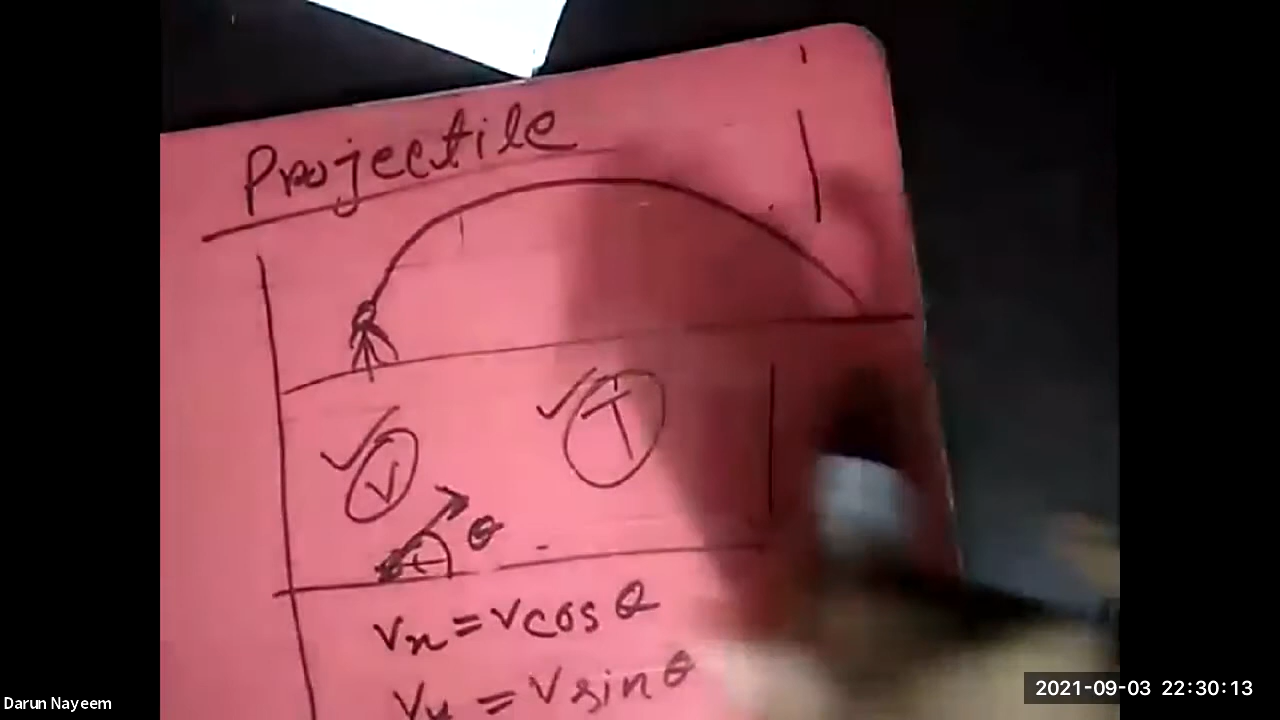 Projectile
V
T
θ
Vx = V cos θ
Vy = V sin θ
Darun Nayeem
2021-09-03 22:30:13